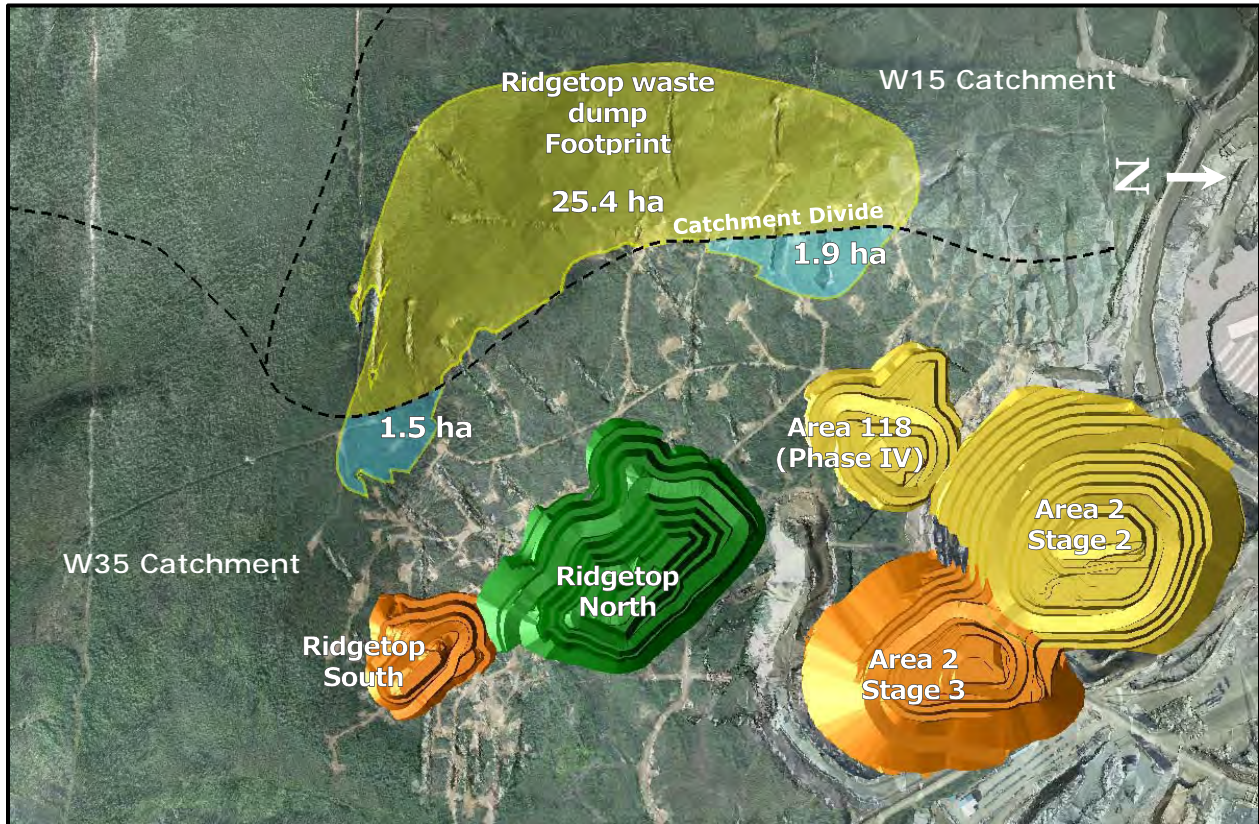 Ridgetop waste
dump
Footprint
W15 Catchment
N
25.4 ha
Catchment Divide
1.9 ha
1.5 ha
Area 118
(Phase IV)
Area 2
Stage 2
W35 Catchment
Ridgetop
North
Ridgetop
South
Area 2
Stage 3